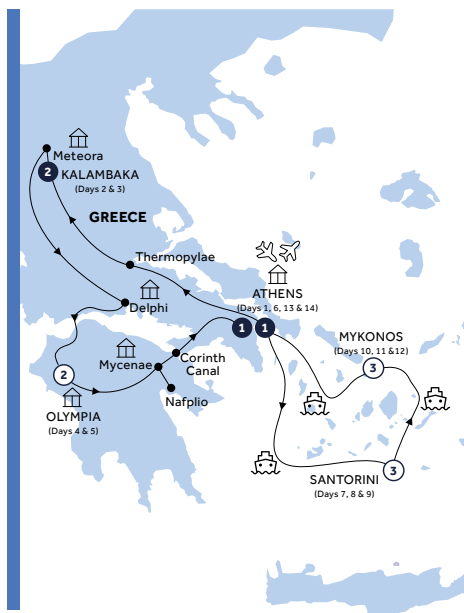 Meteora
2
KALAMBAKA
(Days 2 & 3)
GREECE
Thermopylae
ATHENS
(Days 1, 6, 13 & 14)
Delphi
1
1
MYKONOS
(Days 10, 11 &12)
Mycenae
Corinth
Canal
2
3
Nafplio
OLYMPIA
(Days 4 & 5)
SANTORINI
(Days 7, 8 & 9)
3